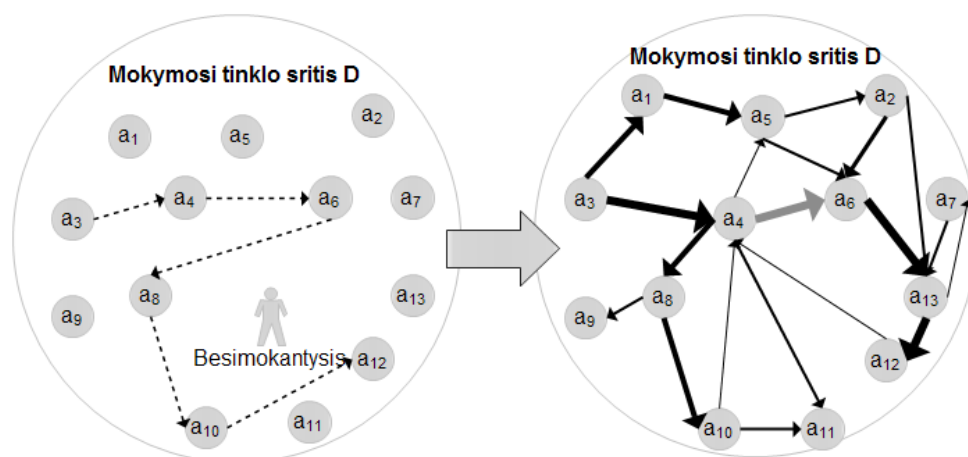 Mokymosi tinklo sritis D
a1
a5
a2
a3
a4
a6
a7
a8
a9
a13
Besimokantysis
a12
a10
a11
Mokymosi tinklo sritis D
a1
a5
a2
a3
a4
a6
a7
a8
a9
a13
a12
a10
a11